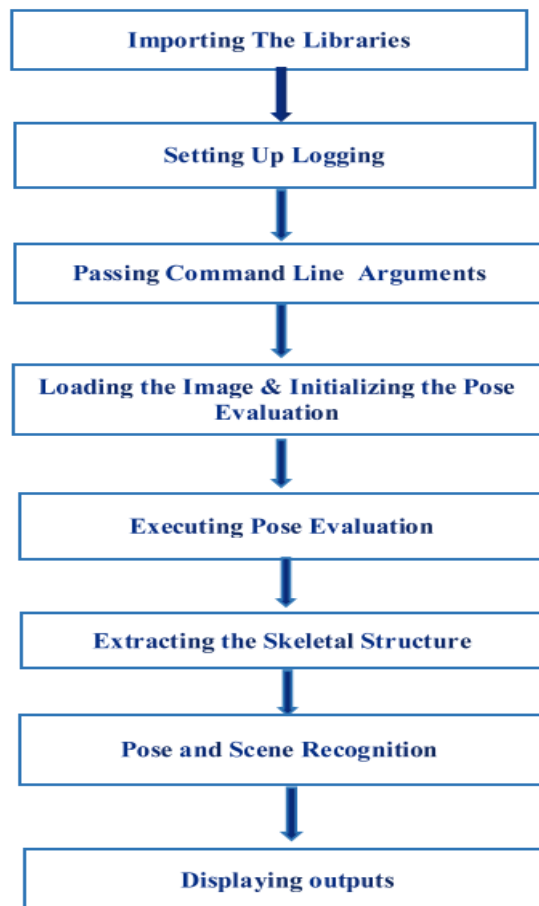 Importing The Libraries
Setting Up Logging
Passing Command Line Arguments
Loading the Image & Initializing the Pose
Evaluation
Executing Pose Evaluation
Extracting the Skeletal Structure
Pose and Scene Recognition
Displaying outputs